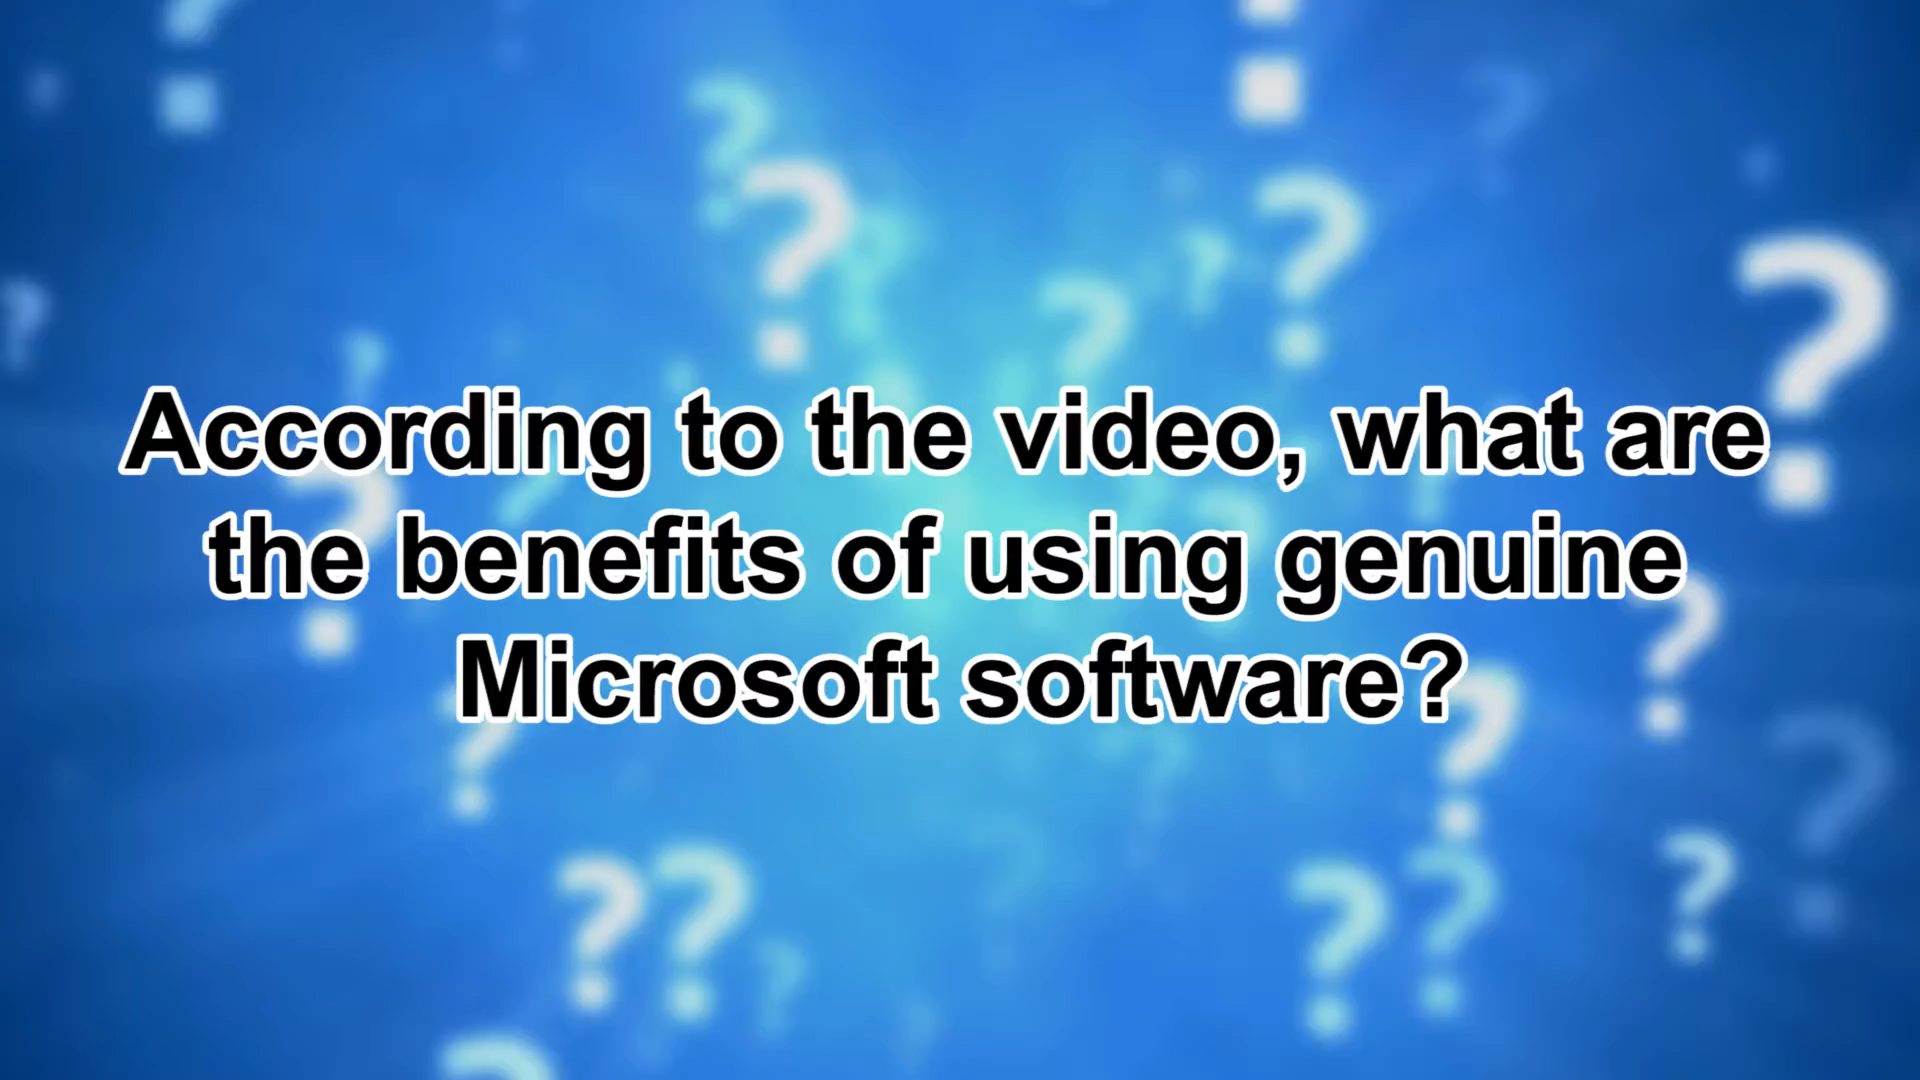 According to the video, what are
the benefits of using genuine
Microsoft software?